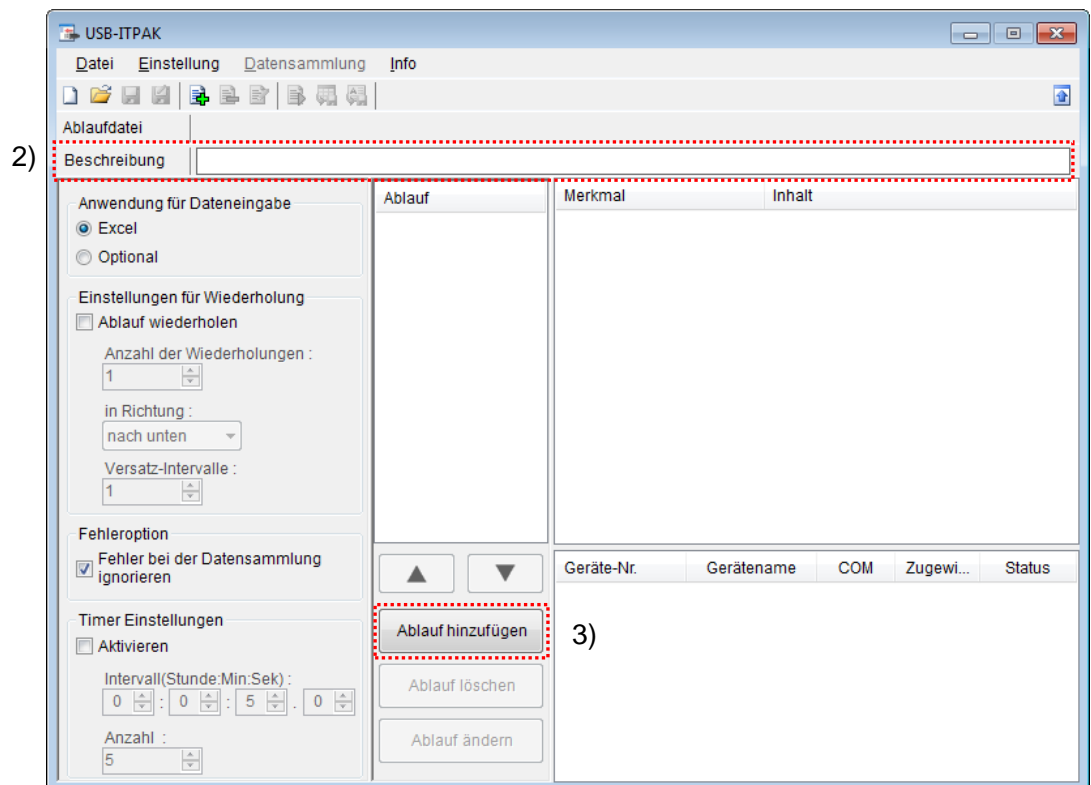 USB-ITPAK
Datei Einstellung Datensammlung Info
Ablaufdatei
2)
Beschreibung
Anwendung für Dateneingabe
Excel
Optional
Einstellungen für Wiederholung
Ablauf wiederholen
Anzahl der Wiederholungen :
1
in Richtung :
nach unten
Versatz-Intervalle :
1
Fehleroption
Fehler bei der Datensammlung
ignorieren
Timer Einstellungen
Aktivieren
Intervall(Stunde:Min:Sek) :
0 : 0 : 5 . 0
Anzahl :
5
Ablauf
Ablauf hinzufügen
3)
Ablauf löschen
Ablauf ändern
Merkmal Inhalt
Geräte-Nr. Gerätename COM Zugewi... Status